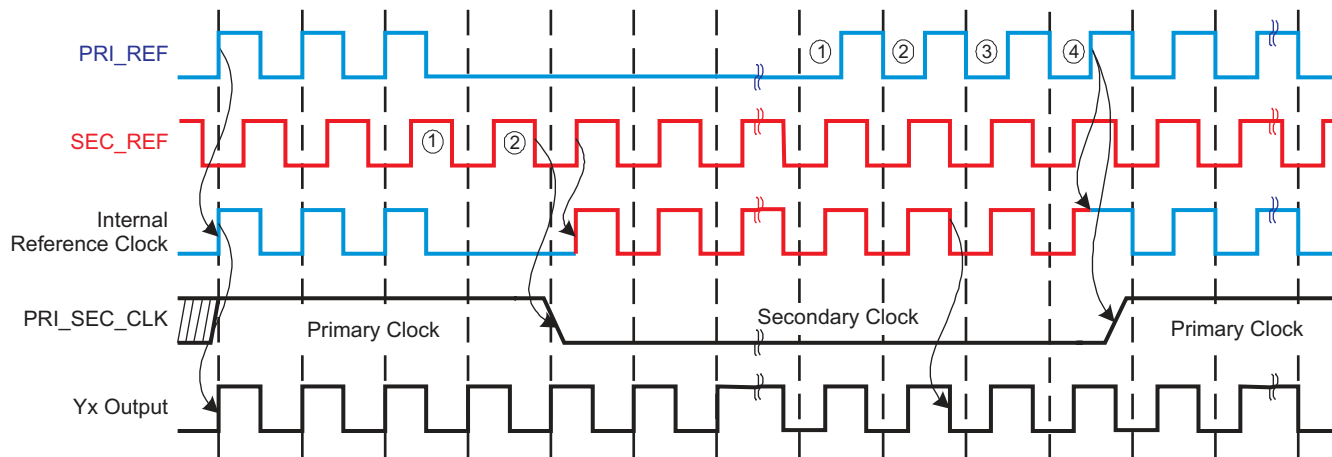 PRI_REF
① ② ③ ④
SEC_REF
① ②
Internal
Reference Clock
PRI_SEC_CLK
Primary Clock
Secondary Clock
Primary Clock
Yx Output